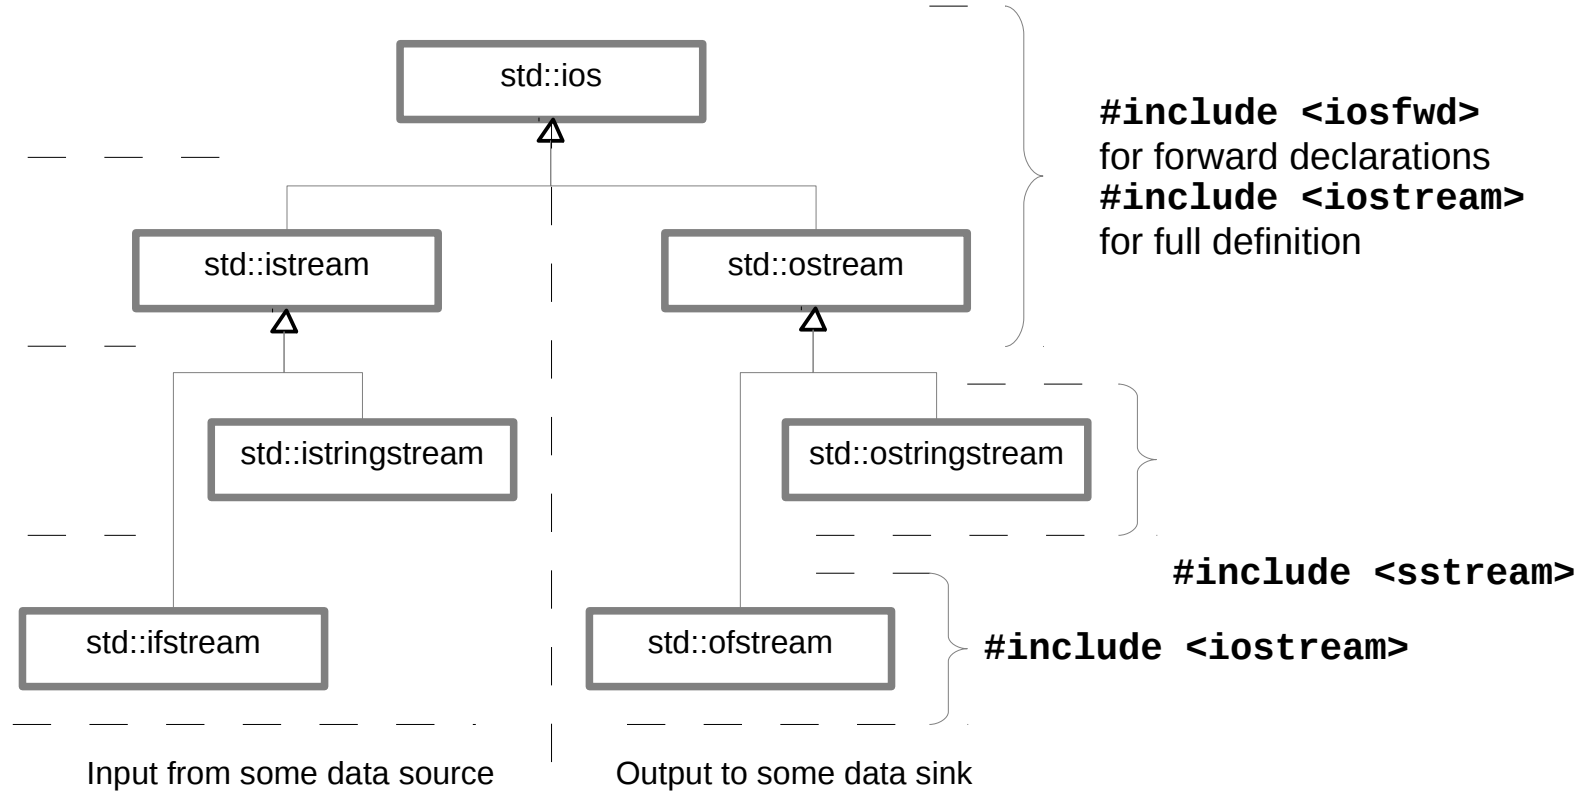 std::ios
#include <iosfwd>
for forward declarations
#include <iostream>
for full definition
std::istream
std::ostream
std::istringstream
std::ostringstream
#include <sstream>
std::ifstream
std::ofstream
#include <iostream>
Input from some data source
Output to some data sink